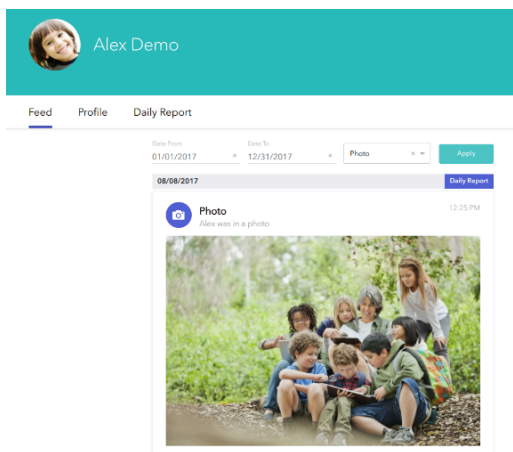 Alex Demo
Feed Profile Daily Report
Date From Date To
01/01/2017 × 12/31/2017 × Photo × Apply
08/08/2017 Daily Report
Photo 12:25 PM
Alex was in a photo